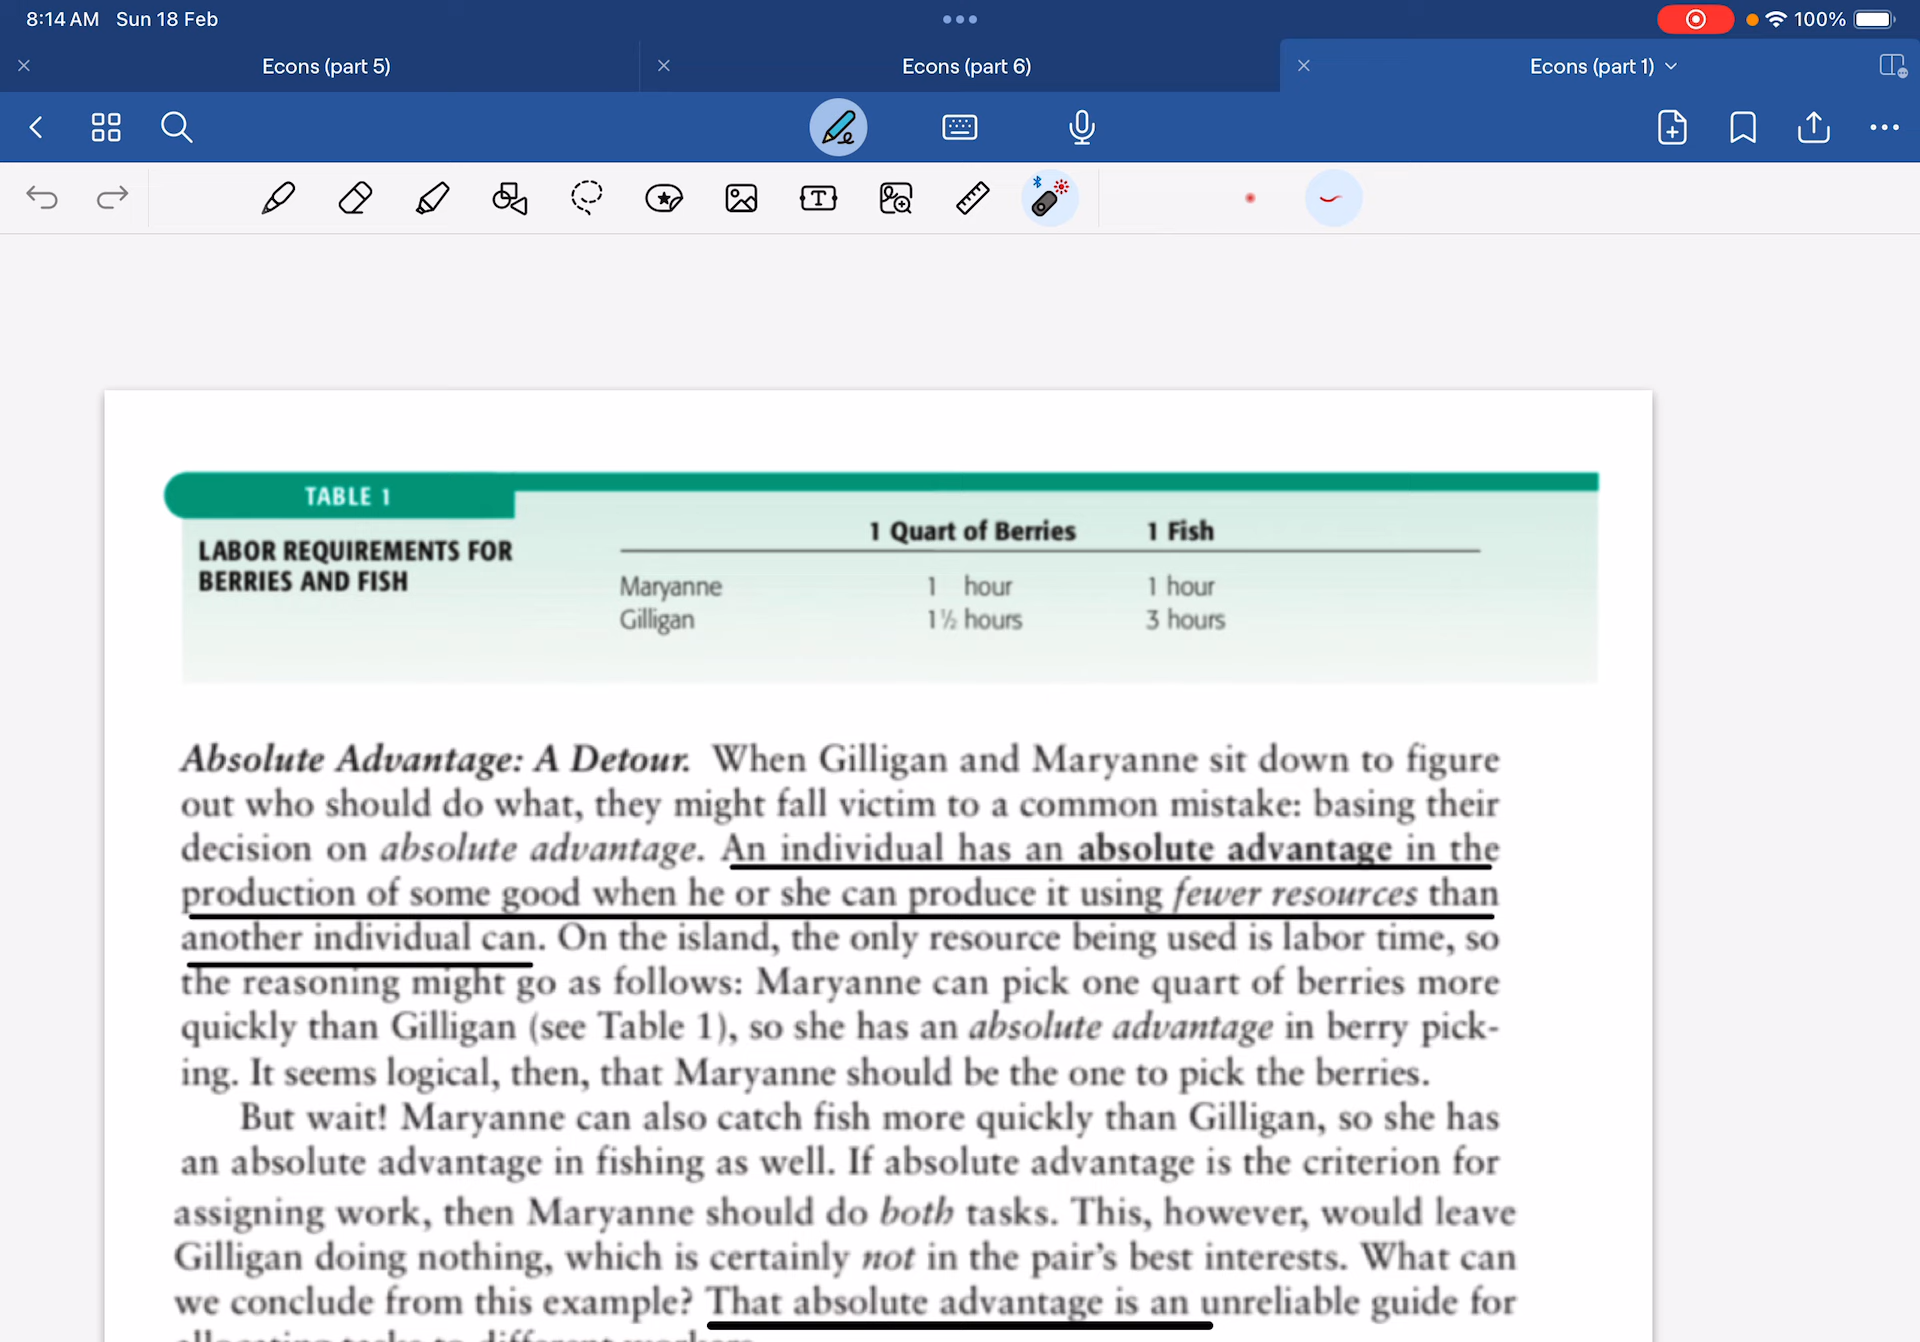 8:14 AM Sun 18 Feb
100%
Econs (part 5)
Econs (part 6)
Econs (part 1)
TABLE 1
LABOR REQUIREMENTS FOR
BERRIES AND FISH
1 Quart of Berries 1 Fish
Maryanne 1 hour 1 hour
Gilligan 1½ hours 3 hours
Absolute Advantage: A Detour. When Gilligan and Maryanne sit down to figure
out who should do what, they might fall victim to a common mistake: basing their
decision on absolute advantage. An individual has an absolute advantage in the
production of some good when he or she can produce it using fewer resources than
another individual can. On the island, the only resource being used is labor time, so
the reasoning might go as follows: Maryanne can pick one quart of berries more
quickly than Gilligan (see Table 1), so she has an absolute advantage in berry pick-
ing. It seems logical, then, that Maryanne should be the one to pick the berries.
But wait! Maryanne can also catch fish more quickly than Gilligan, so she has
an absolute advantage in fishing as well. If absolute advantage is the criterion for
assigning work, then Maryanne should do both tasks. This, however, would leave
Gilligan doing nothing, which is certainly not in the pair's best interests. What can
we conclude from this example? That absolute advantage is an unreliable guide for